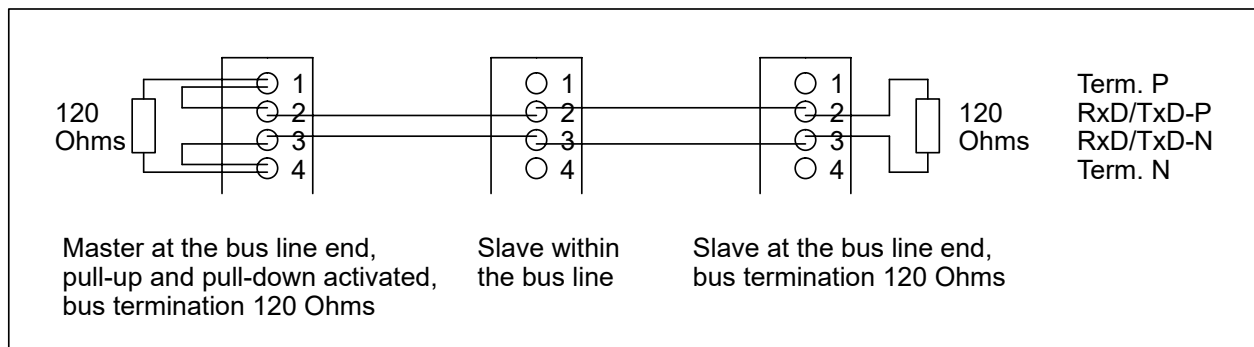 120
Ohms
1
2
3
4
1
2
3
4
1
2
3
4
120
Ohms
Term. P
RxD/TxD-P
RxD/TxD-N
Term. N
Master at the bus line end,
pull-up and pull-down activated,
bus termination 120 Ohms
Slave within
the bus line
Slave at the bus line end,
bus termination 120 Ohms